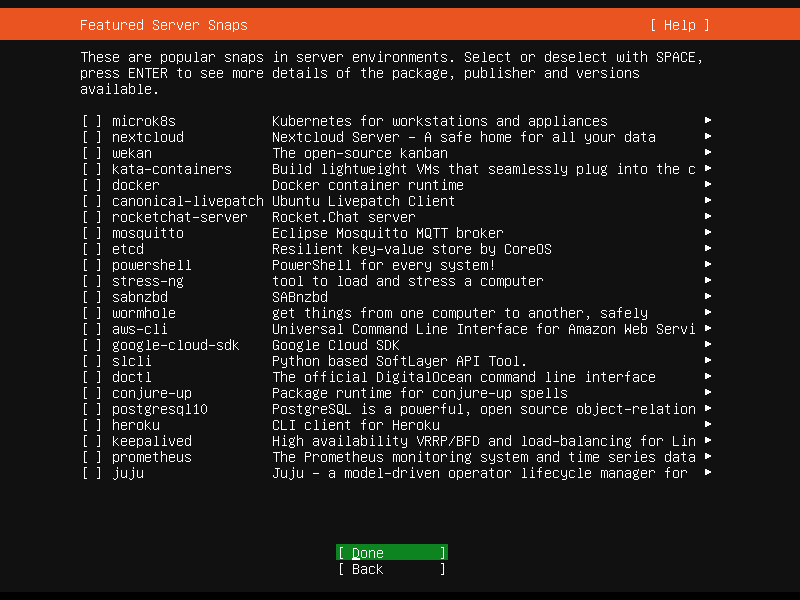 Featured Server Snaps [ Help ]
These are popular snaps in server environments. Select or deselect with SPACE,
press ENTER to see more details of the package, publisher and versions
available.
[ ] microk8s Kubernetes for workstations and appliances ▸
[ ] nextcloud Nextcloud Server - A safe home for all your data ▸
[ ] wekan The open-source kanban ▸
[ ] kata-containers Build lightweight VMs that seamlessly plug into the c ▸
[ ] docker Docker container runtime ▸
[ ] canonical-livepatch Ubuntu Livepatch Client ▸
[ ] rocketchat-server Rocket.Chat server ▸
[ ] mosquitto Eclipse Mosquitto MQTT broker ▸
[ ] etcd Resilient key-value store by CoreOS ▸
[ ] powershell PowerShell for every system! ▸
[ ] stress-ng tool to load and stress a computer ▸
[ ] sabnzbd SABnzbd ▸
[ ] wormhole get things from one computer to another, safely ▸
[ ] aws-cli Universal Command Line Interface for Amazon Web Servi ▸
[ ] google-cloud-sdk Google Cloud SDK ▸
[ ] slcli Python based SoftLayer API Tool. ▸
[ ] doctl The official DigitalOcean command line interface ▸
[ ] conjure-up Package runtime for conjure-up spells ▸
[ ] postgresql10 PostgreSQL is a powerful, open source object-relation ▸
[ ] heroku CLI client for Heroku ▸
[ ] keepalived High availability VRRP/BFD and load-balancing for Lin ▸
[ ] prometheus The Prometheus monitoring system and time series data ▸
[ ] juju Juju - a model-driven operator lifecycle manager for ▸
[ Done ]
[ Back ]